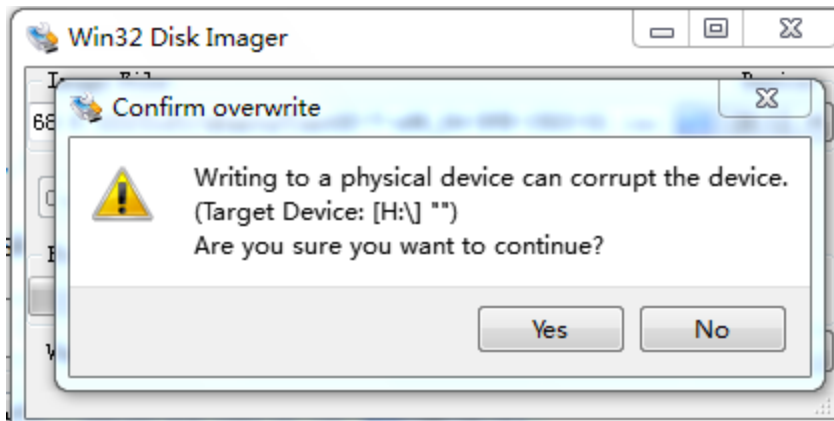 Win32 Disk Imager
68
Confirm overwrite
Writing to a physical device can corrupt the device.
(Target Device: [H:\] "")
Are you sure you want to continue?
Yes
No